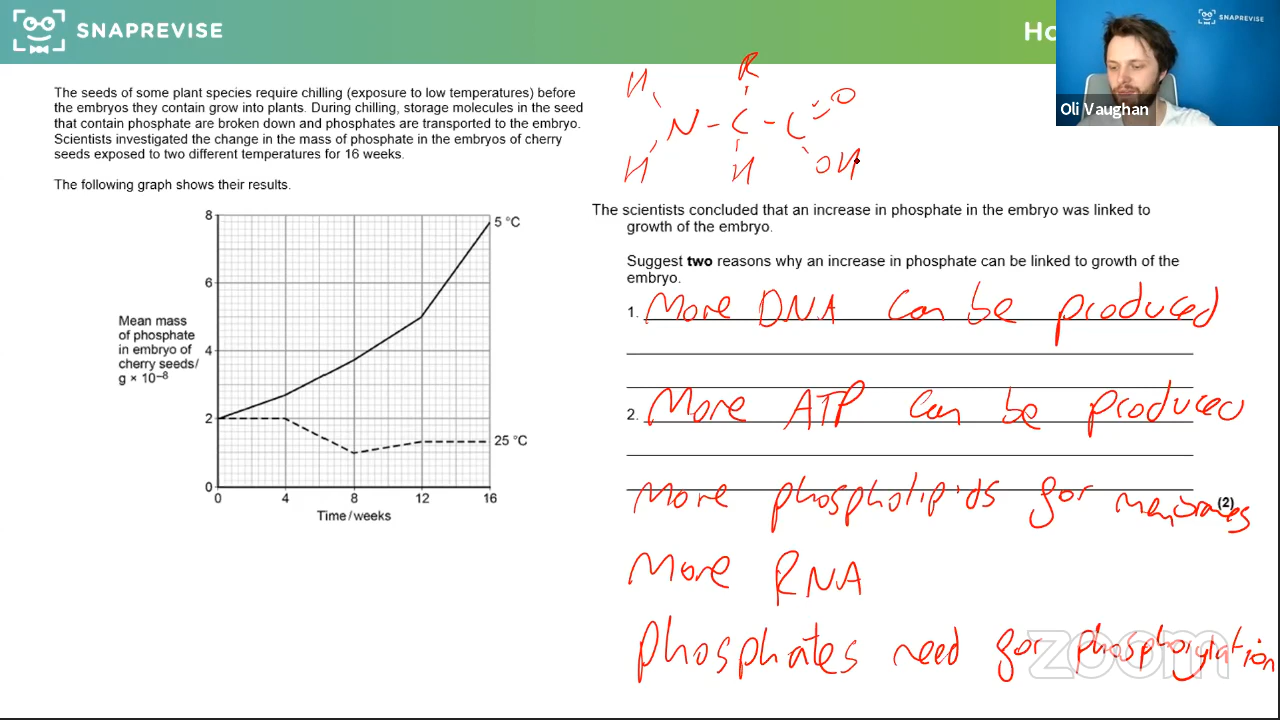 SNAPREVISE
Ho
SNAPREVISE
Oli Vaughan
The seeds of some plant species require chilling (exposure to low temperatures) before
the embryos they contain grow into plants. During chilling, storage molecules in the seed
that contain phosphate are broken down and phosphates are transported to the embryo.
Scientists investigated the change in the mass of phosphate in the embryos of cherry
seeds exposed to two different temperatures for 16 weeks.
The following graph shows their results.
8
5 °C
6
Mean mass
of phosphate
in embryo of
cherry seeds/
g × 10⁻⁸
4
2
25 °C
0
0 4 8 12 16
Time/weeks
H R O
N - C - C
H H OH
The scientists concluded that an increase in phosphate in the embryo was linked to
growth of the embryo.
Suggest two reasons why an increase in phosphate can be linked to growth of the
embryo.
1. More DNA can be produced
2. More ATP can be produced
More phospholipids for membranes
(2)
More RNA
Phosphates need for phosphorylation
zoom